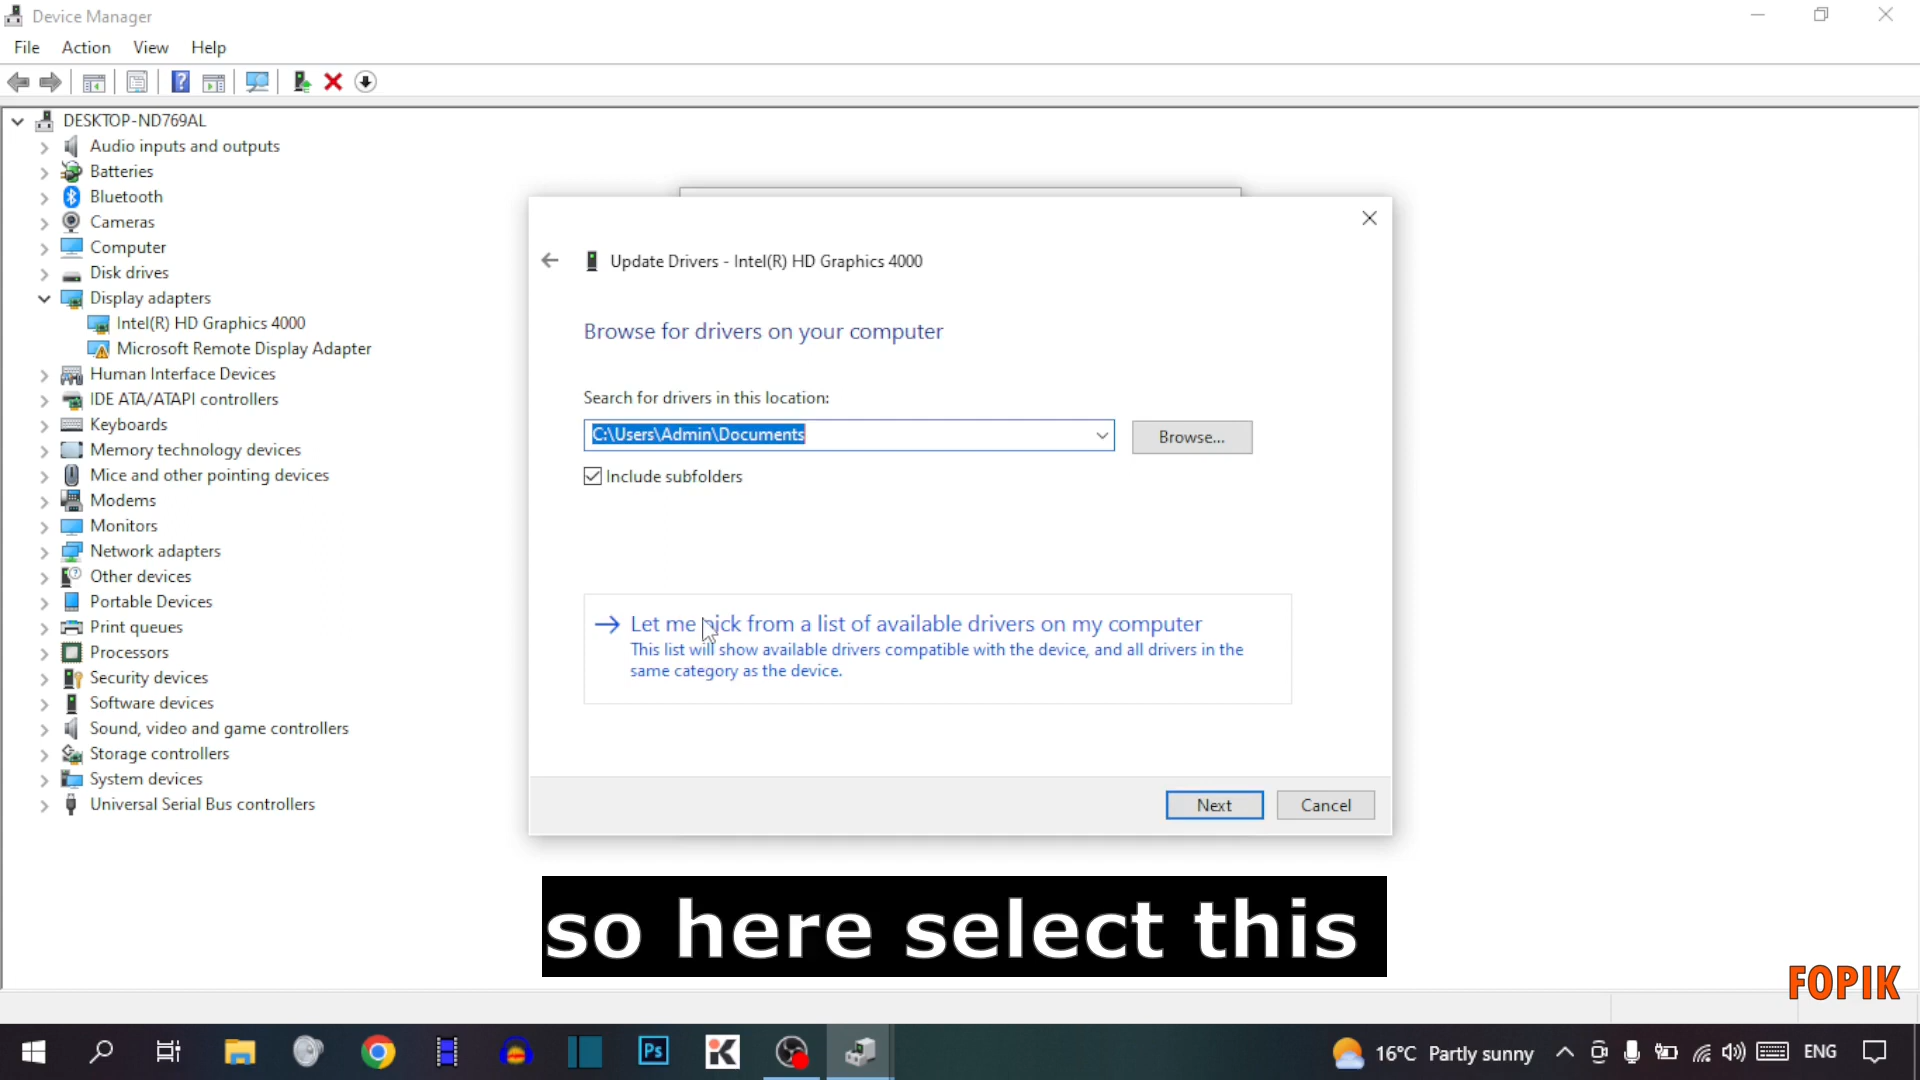 Device Manager
File Action View Help
DESKTOP-ND769AL
Audio inputs and outputs
Batteries
Bluetooth
Cameras
Computer
Disk drives
Display adapters
Intel(R) HD Graphics 4000
Microsoft Remote Display Adapter
Human Interface Devices
IDE ATA/ATAPI controllers
Keyboards
Memory technology devices
Mice and other pointing devices
Modems
Monitors
Network adapters
Other devices
Portable Devices
Print queues
Processors
Security devices
Software devices
Sound, video and game controllers
Storage controllers
System devices
Universal Serial Bus controllers
Update Drivers - Intel(R) HD Graphics 4000
Browse for drivers on your computer
Search for drivers in this location:
C:\Users\Admin\Documents
Browse...
Include subfolders
Let me pick from a list of available drivers on my computer
This list will show available drivers compatible with the device, and all drivers in the
same category as the device.
Next Cancel
so here select this
FOPIK
Ps
K
16°C Partly sunny
ENG